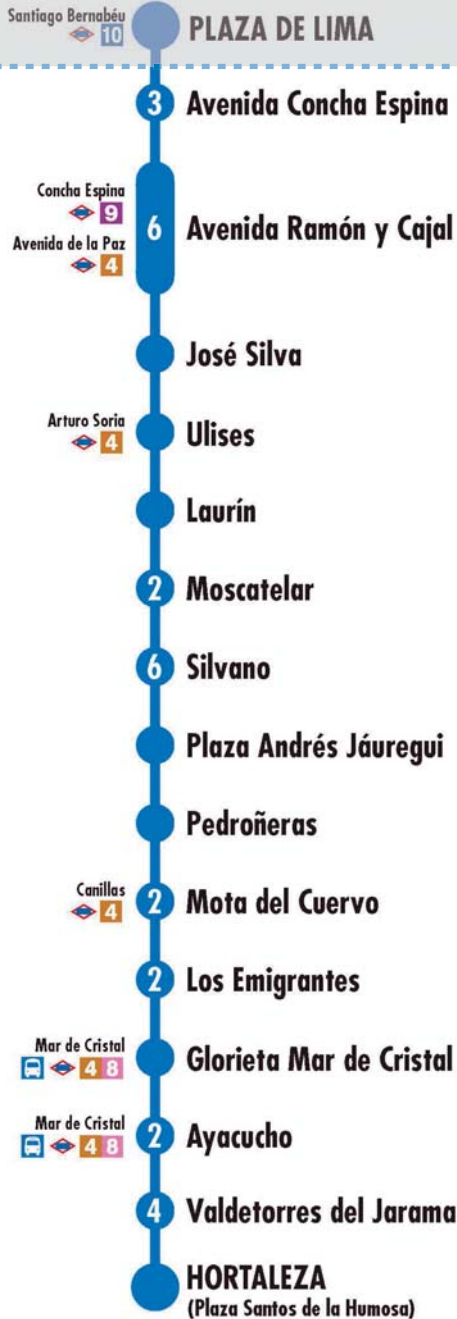 Santiago Bernabéu
10
PLAZA DE LIMA
3 Avenida Concha Espina
Concha Espina
9
Avenida de la Paz
4
6 Avenida Ramón y Cajal
José Silva
Arturo Soria
4
Ulises
Laurín
2 Moscatelar
6 Silvano
Plaza Andrés Jáuregui
Pedroñeras
Canillas
4
2 Mota del Cuervo
2 Los Emigrantes
Mar de Cristal
4 8
Glorieta Mar de Cristal
Mar de Cristal
4 8
2 Ayacucho
4 Valdetorres del Jarama
HORTALEZA
(Plaza Santos de la Humosa)